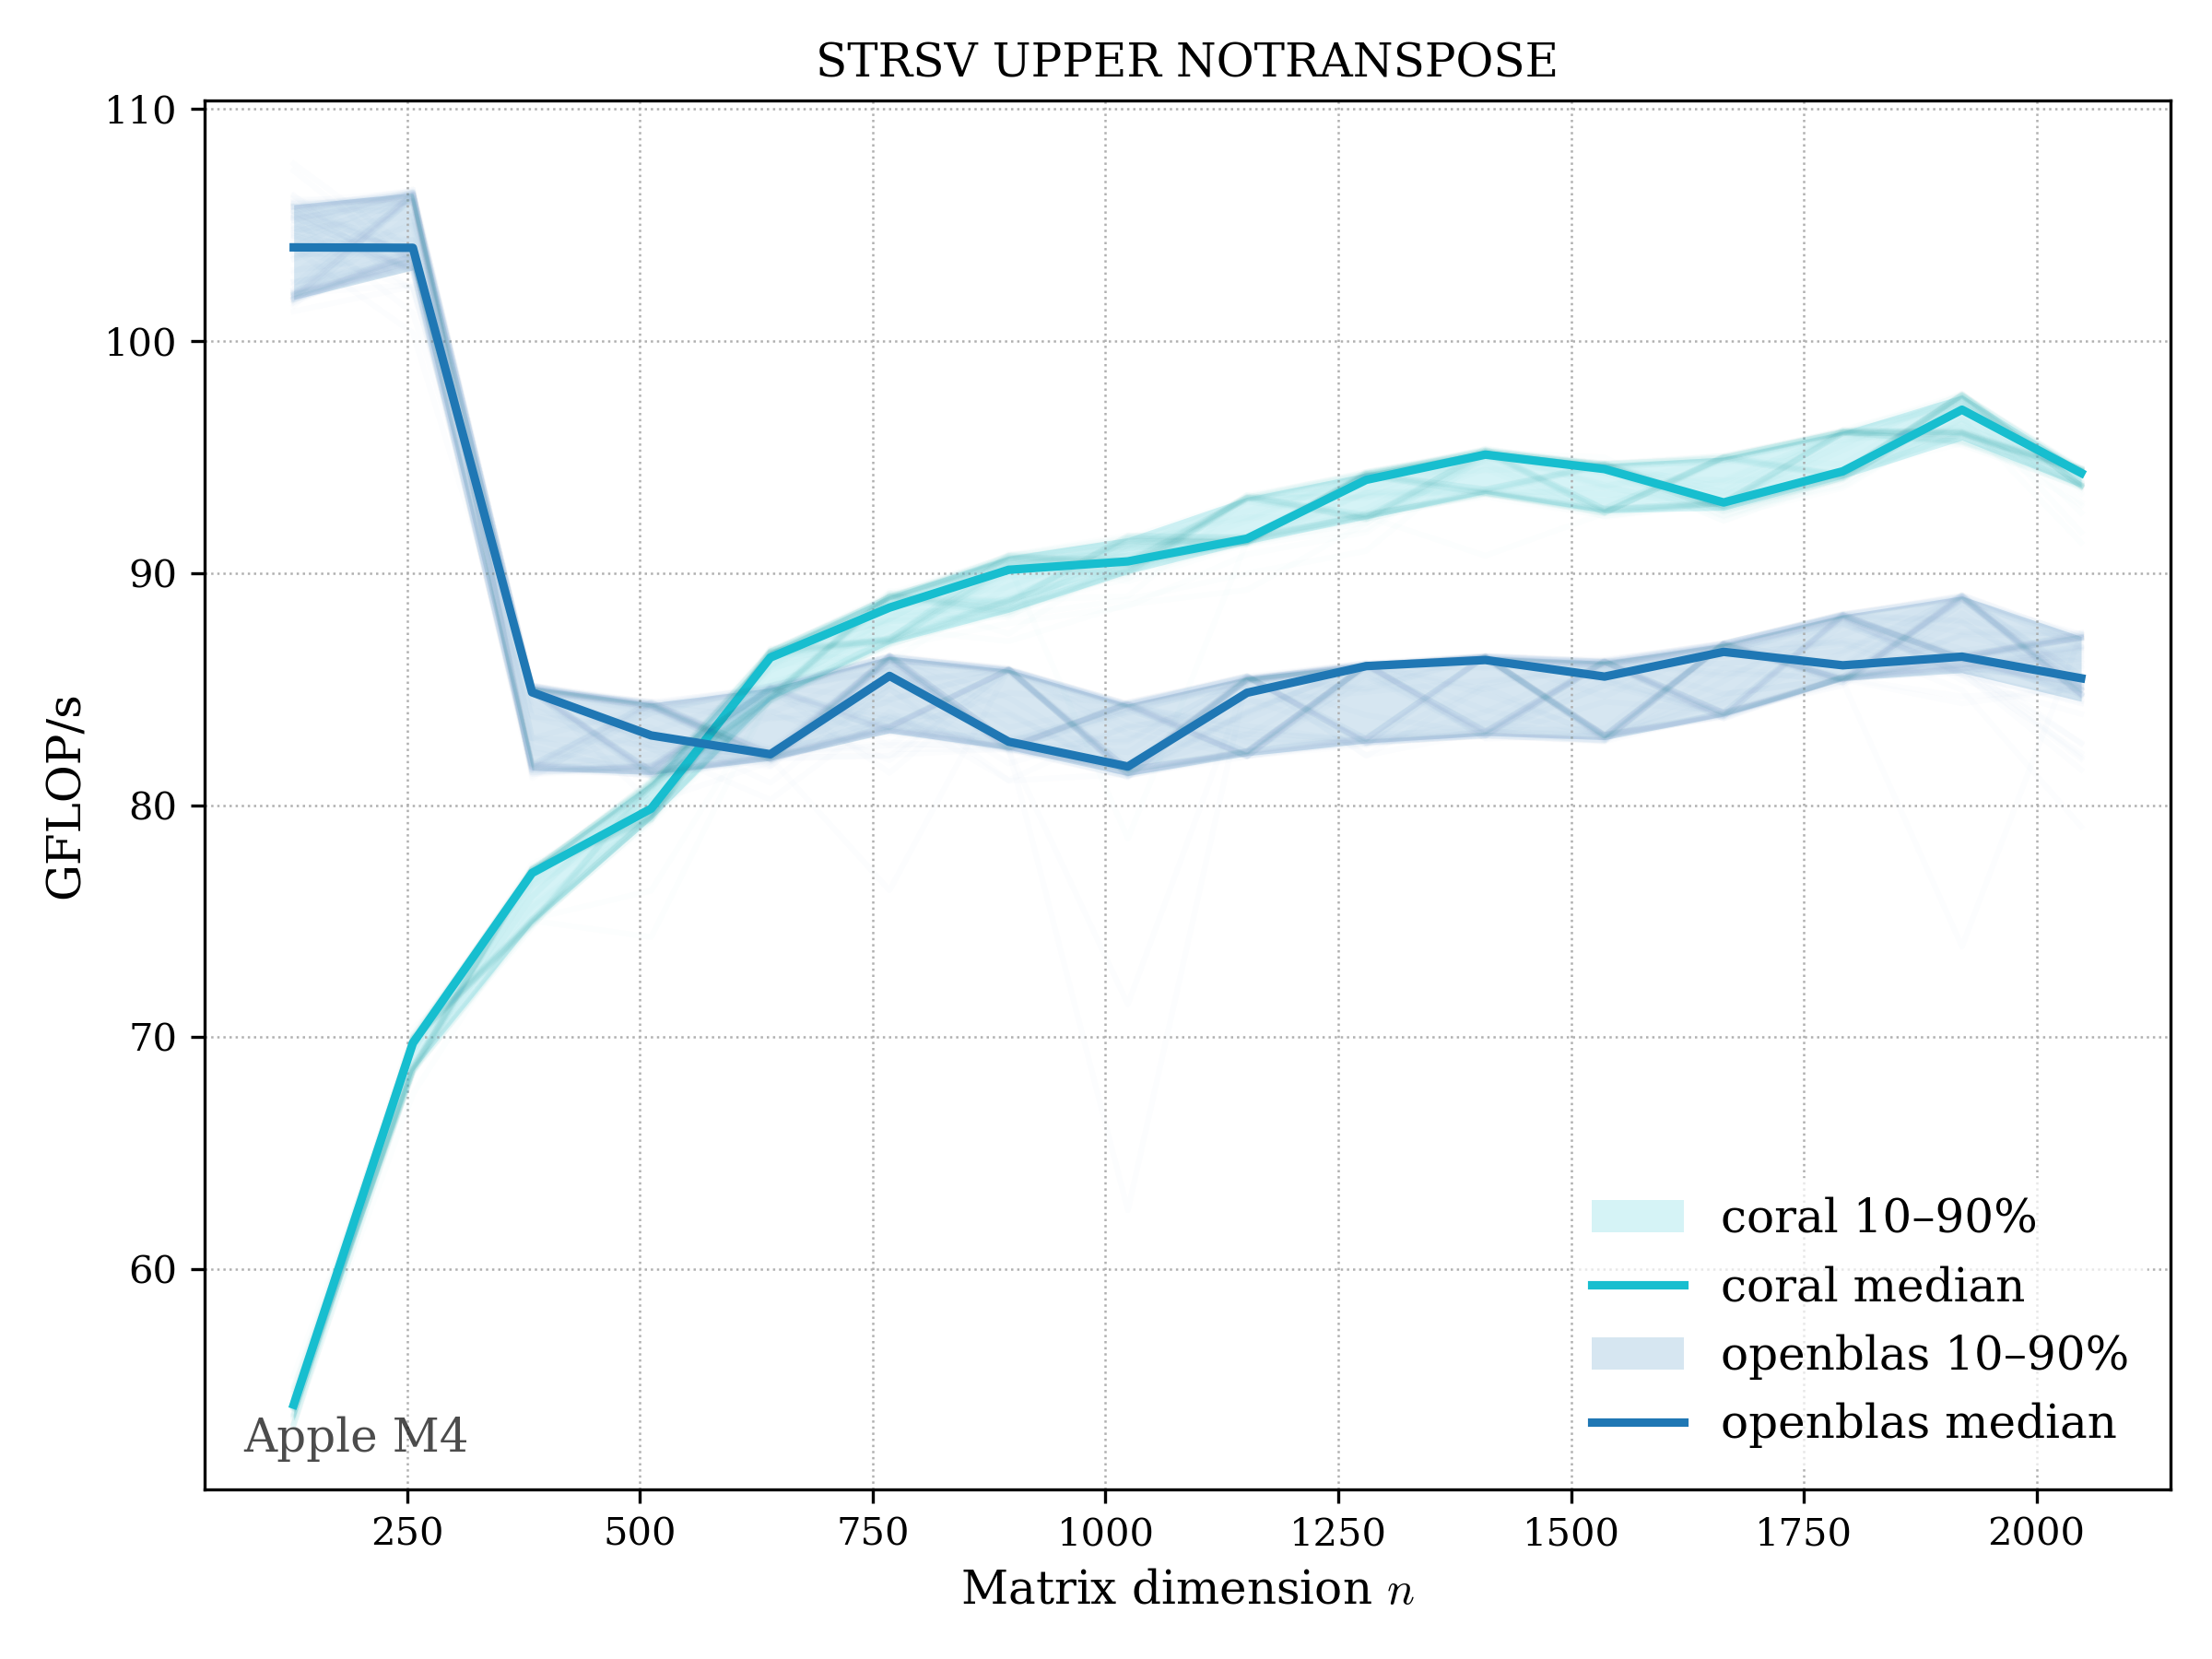 STRSV UPPER NOTRANSPOSE
110
100
90
80
70
60
GFLOP/s
250 500 750 1000 1250 1500 1750 2000
Matrix dimension n
Apple M4
coral 10–90%
coral median
openblas 10–90%
openblas median